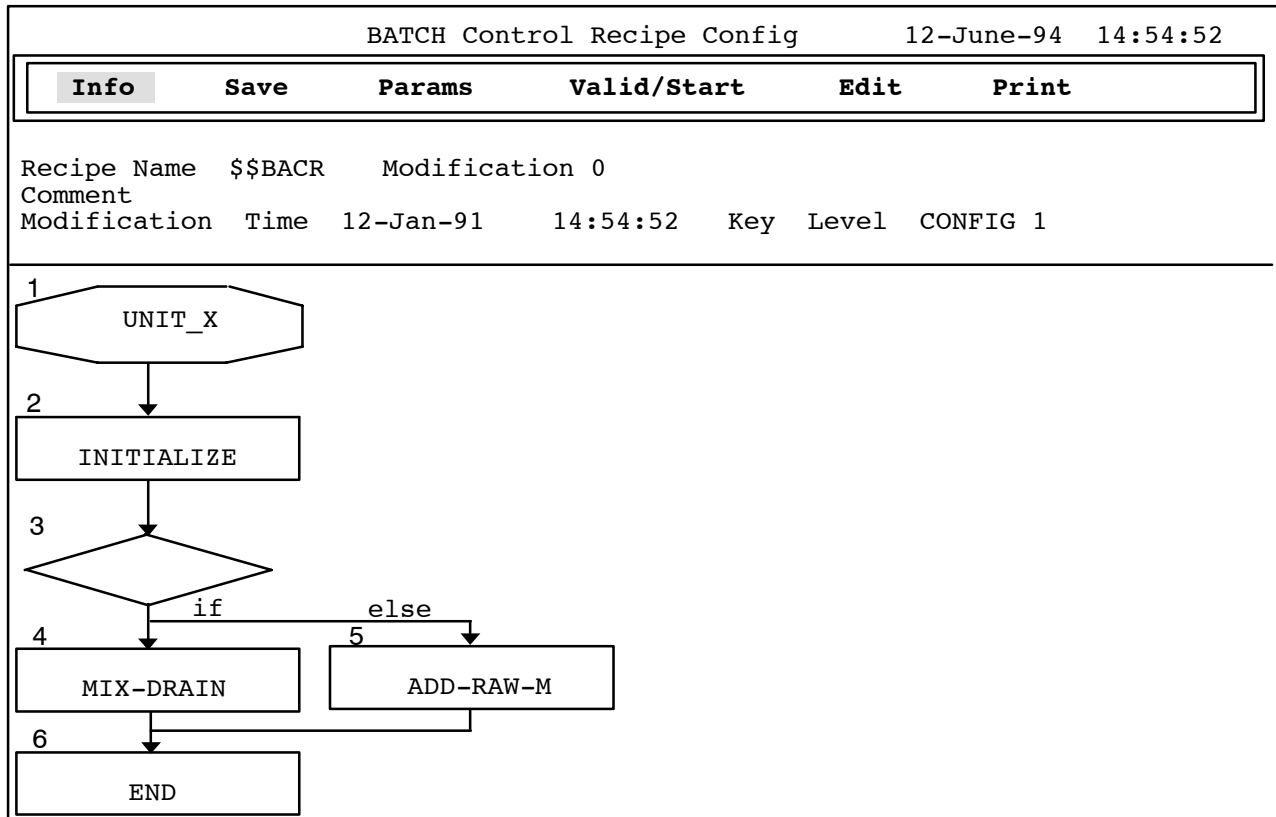 BATCH Control Recipe Config 12-June-94 14:54:52
Info Save Params Valid/Start Edit Print
Recipe Name $$BACR Modification 0
Comment
Modification Time 12-Jan-91 14:54:52 Key Level CONFIG 1
1
UNIT_X
2
INITIALIZE
3
if else
4 5
MIX-DRAIN ADD-RAW-M
6
END